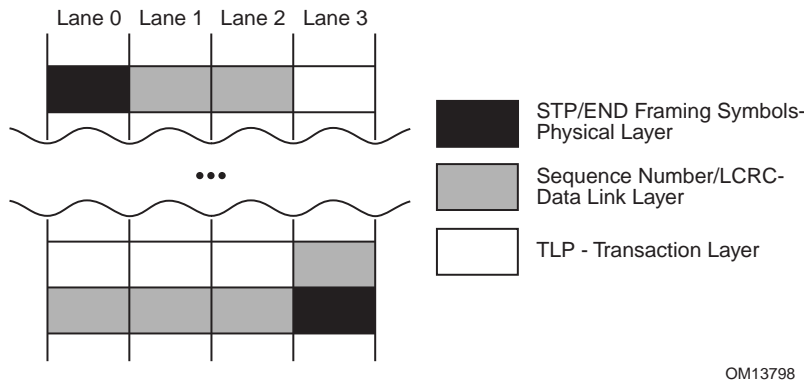 Lane 0 Lane 1 Lane 2 Lane 3
STP/END Framing Symbols-
Physical Layer
Sequence Number/LCRC-
Data Link Layer
TLP - Transaction Layer
OM13798